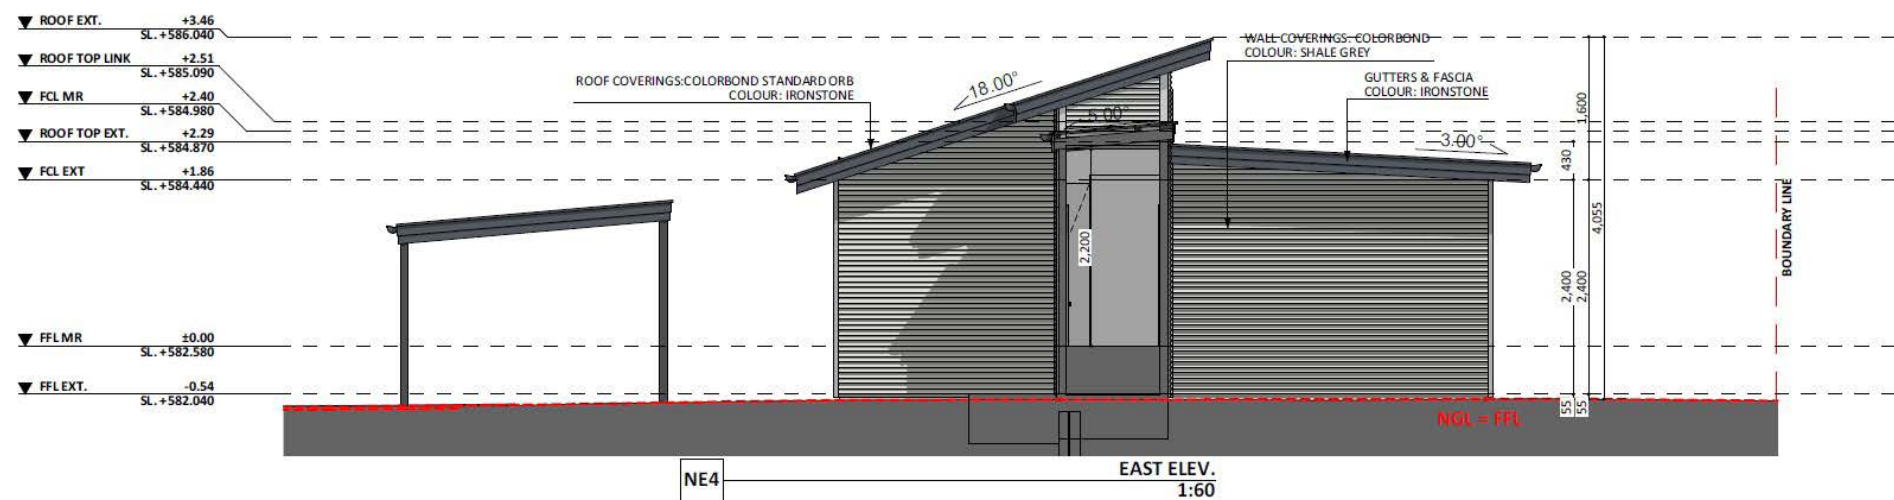 ROOF EXT. +3.46
SL. +586.040
ROOF TOP LINK +2.51
SL. +585.090
FCL MR +2.40
SL. +584.980
ROOF TOP EXT. +2.29
SL. +584.870
FCL EXT +1.86
SL. +584.440
FFL MR ±0.00
SL. +582.580
FFL EXT. -0.54
SL. +582.040
ROOF COVERINGS:COLORBOND STANDARD ORB
COLOUR: IRONSTONE
18.00°
5.00°
WALL COVERINGS: COLORBOND
COLOUR: SHALE GREY
GUTTERS & FASCIA
COLOUR: IRONSTONE
3.00°
2,200
1,600
430
4,055
2,400
2,400
55
55
BOUNDARY LINE
NGL = FFL
NE4
EAST ELEV.
1:60